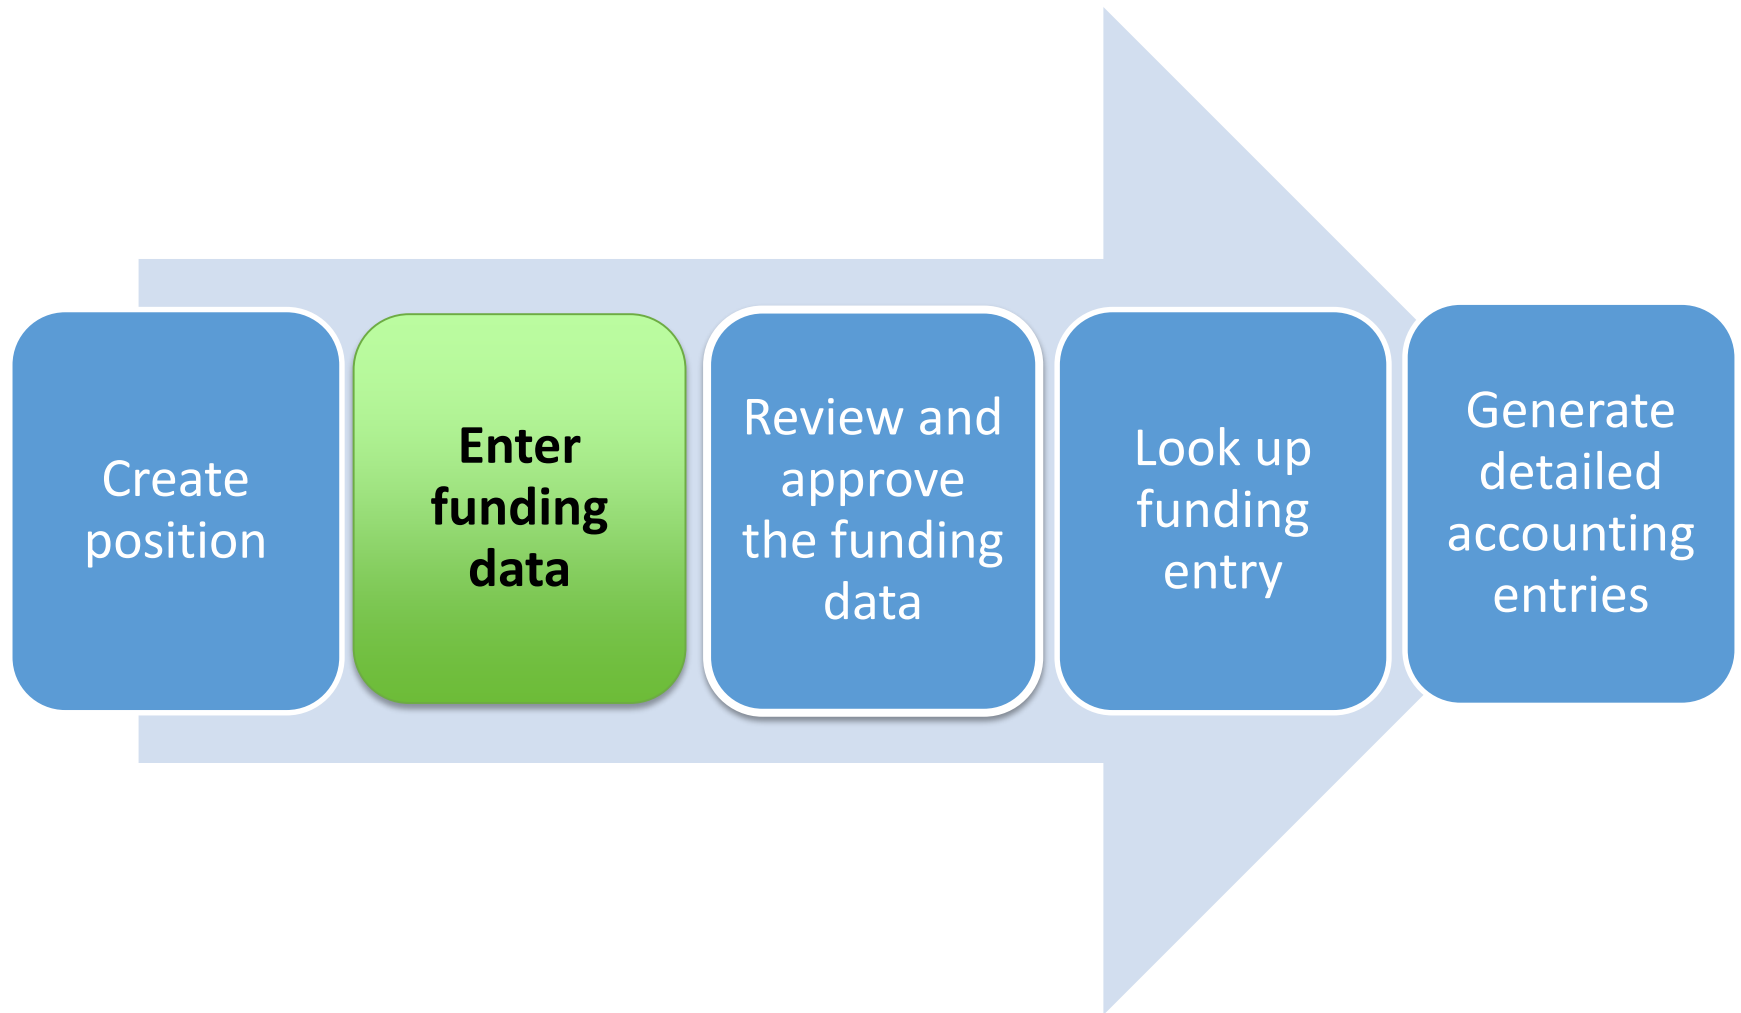 Create
position
Enter
funding
data
Review and
approve
the funding
data
Look up
funding
entry
Generate
detailed
accounting
entries